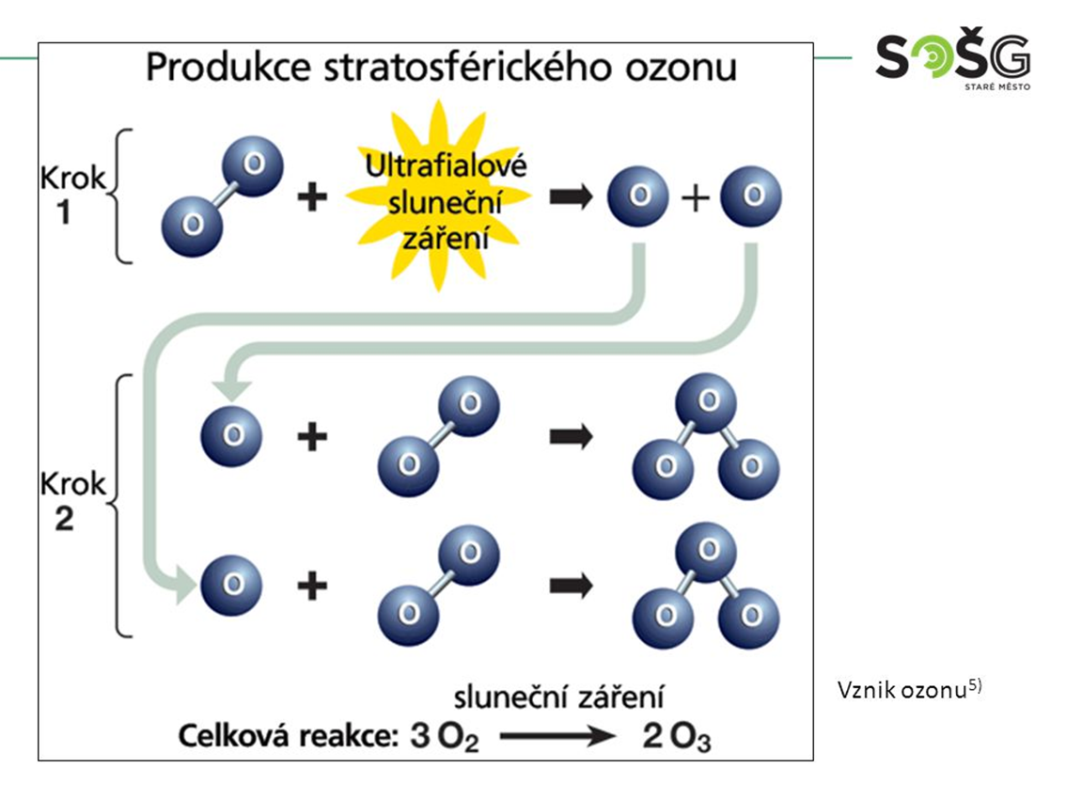 SOŠG
STARÉ MĚSTO
Produkce stratosférického ozonu
Krok
1
O
O
+
Ultrafialové
sluneční
záření
O + O
Krok
2
O + O O
O
O O
O + O O
O
O O
sluneční záření
Celková reakce: 3 O₂ → 2 O₃
Vznik ozonu⁵⁾